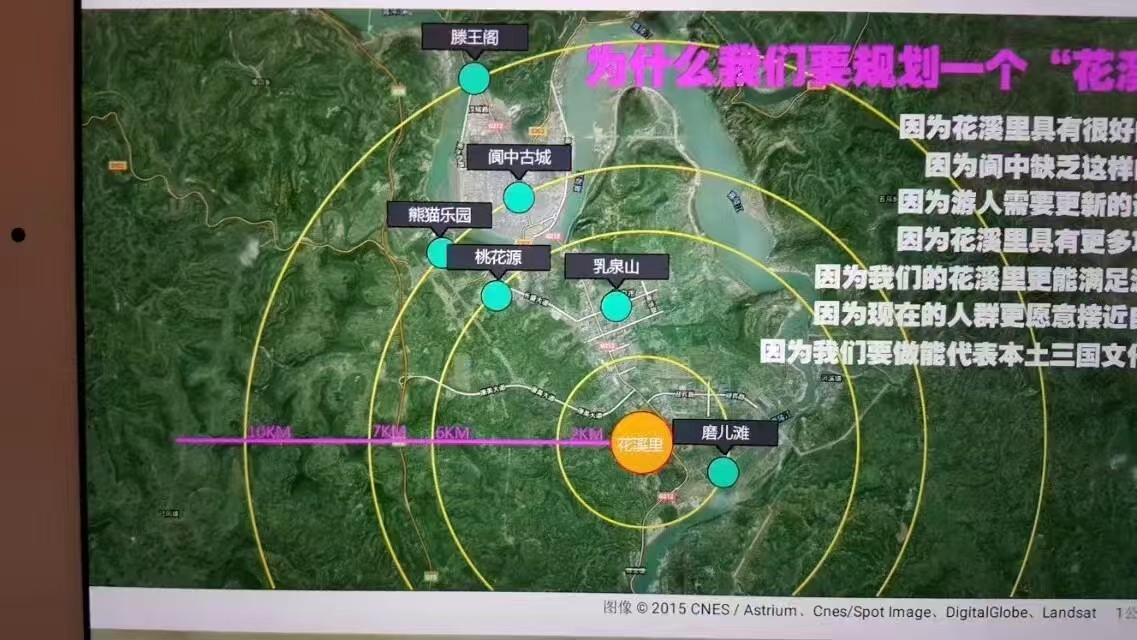 滕王阁
为什么我们要规划一个“花溪
因为花溪里具有很好
阆中古城
因为阆中缺乏这样
熊猫乐园
因为游人需要更新的
桃花源
乳泉山
因为花溪里具有更多
因为我们的花溪里更能满足
因为现在的人群更愿意接近
因为我们要做能代表本土三国文化
10KM
7KM
6KM
2KM
花溪里
磨儿滩
G212
图像 © 2015 CNES / Astrium、Cnes/Spot Image、DigitalGlobe、Landsat
1公